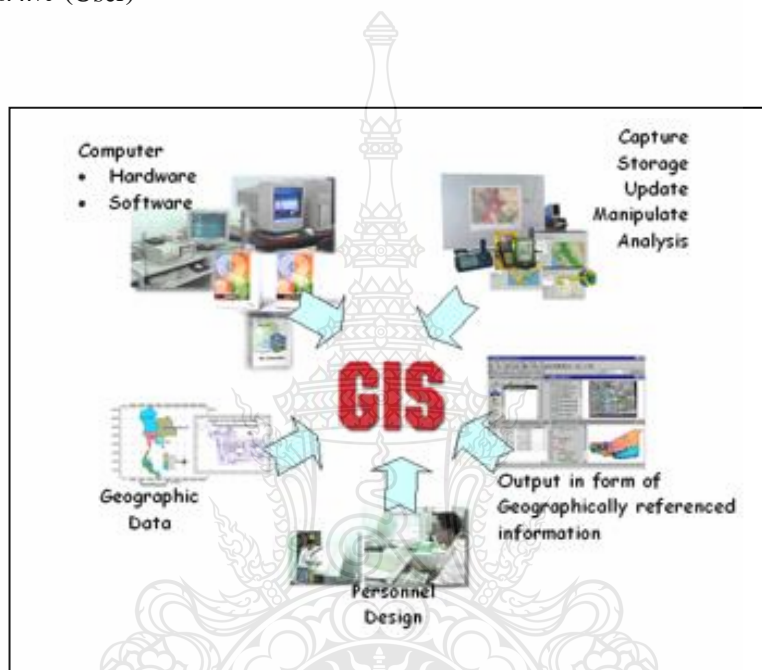 (User)
Computer
• Hardware
• Software
Capture
Storage
Update
Manipulate
Analysis
GIS
Geographic
Data
Output in form of
Geographically referenced
information
Personnel
Design